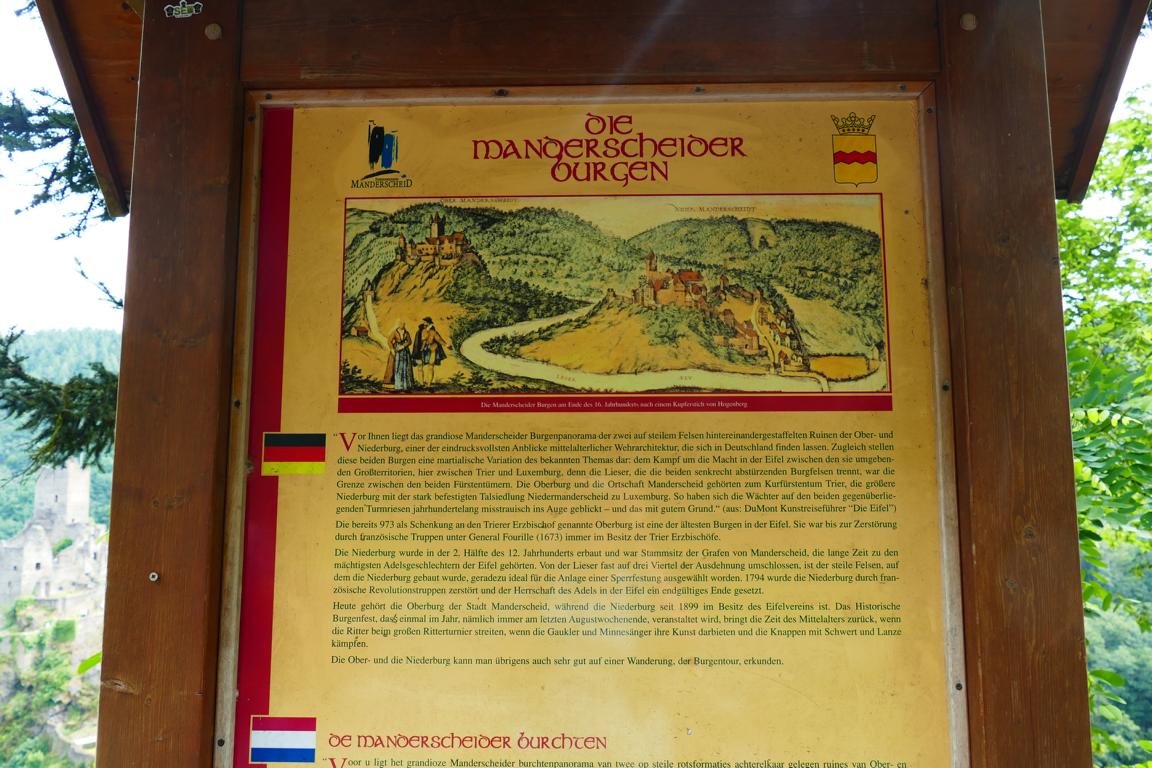 DIE
MANDERSCHEIDER
BURGEN
MANDERSCHEID
OBER MANDERSCHEIDT
NIDER MANDERSCHEIDT
Die Manderscheider Burgen am Ende des 16. Jahrhunderts nach einem Kupferstich von Hogenberg
"Vor Ihnen liegt das grandiose Manderscheider Burgenpanorama der zwei auf steilem Felsen hintereinandergestaffelten Ruinen der Ober- und
Niederburg, einer der eindrucksvollsten Anblicke mittelalterlicher Wehrarchitektur, die sich in Deutschland finden lassen. Zugleich stellen
diese beiden Burgen eine martialische Variation des bekannten Themas dar: dem Kampf um die Macht in der Eifel zwischen den sie umgeben-
den Großterritorien, hier zwischen Trier und Luxemburg, denn die Lieser, die die beiden senkrecht abstürzenden Burgfelsen trennt, war die
Grenze zwischen den beiden Fürstentümern. Die Oberburg und die Ortschaft Manderscheid gehörten zum Kurfürstentum Trier, die größere
Niederburg mit der stark befestigten Talsiedlung Niedermanderscheid zu Luxemburg. So haben sich die Wächter auf den beiden gegenüberlie-
genden Turmriesen jahrhundertelang misstrauisch ins Auge geblickt – und das mit gutem Grund." (aus: DuMont Kunstreiseführer "Die Eifel")
Die bereits 973 als Schenkung an den Trierer Erzbischof genannte Oberburg ist eine der ältesten Burgen in der Eifel. Sie war bis zur Zerstörung
durch französische Truppen unter General Fourille (1673) immer im Besitz der Trier Erzbischöfe.
Die Niederburg wurde in der 2. Hälfte des 12. Jahrhunderts erbaut und war Stammsitz der Grafen von Manderscheid, die lange Zeit zu den
mächtigsten Adelsgeschlechtern der Eifel gehörten. Von der Lieser fast auf drei Viertel der Ausdehnung umschlossen, ist der steile Felsen, auf
dem die Niederburg gebaut wurde, geradezu ideal für die Anlage einer Sperrfestung ausgewählt worden. 1794 wurde die Niederburg durch fran-
zösische Revolutionstruppen zerstört und der Herrschaft des Adels in der Eifel ein endgültiges Ende gesetzt.
Heute gehört die Oberburg der Stadt Manderscheid, während die Niederburg seit 1899 im Besitz des Eifelvereins ist. Das Historische
Burgenfest, das einmal im Jahr, nämlich immer am letzten Augustwochenende, veranstaltet wird, bringt die Zeit des Mittelalters zurück, wenn
die Ritter beim großen Ritterturnier streiten, wenn die Gaukler und Minnesänger ihre Kunst darbieten und die Knappen mit Schwert und Lanze
kämpfen.
Die Ober- und die Niederburg kann man übrigens auch sehr gut auf einer Wanderung, der Burgentour, erkunden.
DE MANDERSCHEIDER BURCHTEN
"Voor u ligt het grandioze Manderscheider burchtenpanorama van twee op steile rotsformaties achterelkaar gelegen ruines van Ober- en